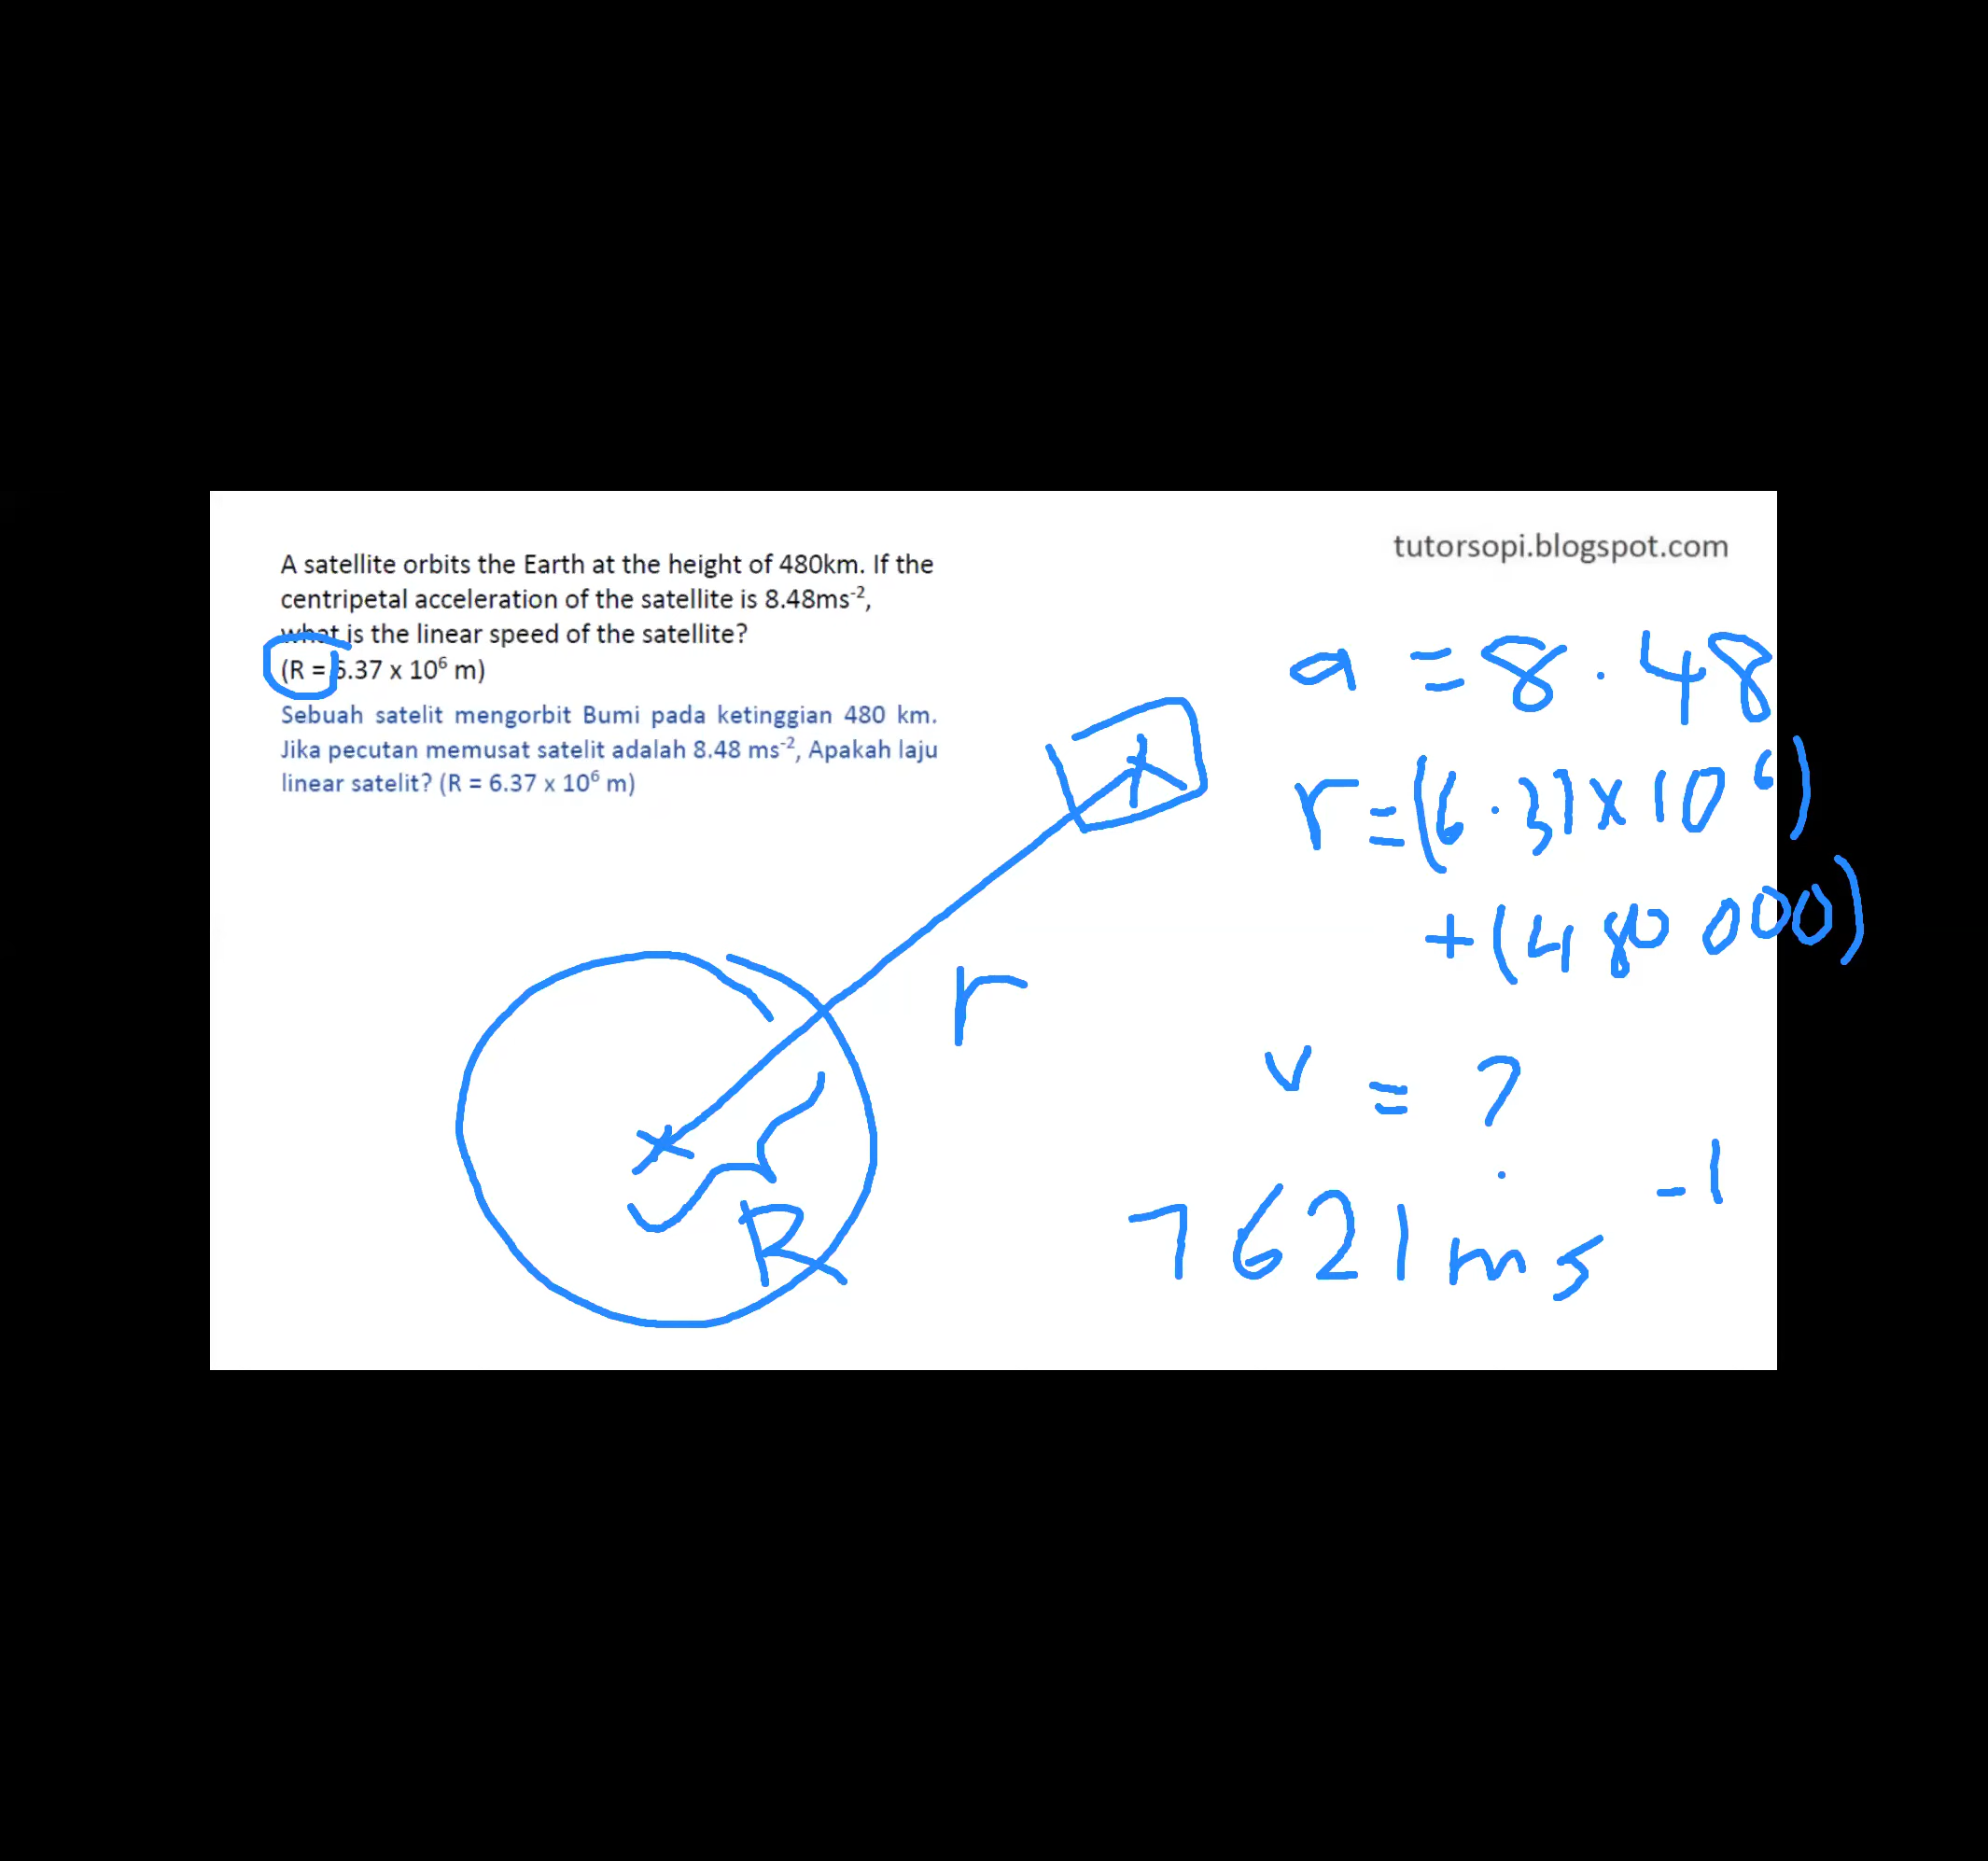 tutorsopi.blogspot.com
A satellite orbits the Earth at the height of 480km. If the
centripetal acceleration of the satellite is 8.48ms⁻²,
what is the linear speed of the satellite?
(R = 6.37 x 10⁶ m)
Sebuah satelit mengorbit Bumi pada ketinggian 480 km.
Jika pecutan memusat satelit adalah 8.48 ms⁻², Apakah laju
linear satelit? (R = 6.37 x 10⁶ m)
a = 8.48
r = (6.37 x 10⁶)
+ (480 000)
r
v = ?
R
7621 ms⁻¹